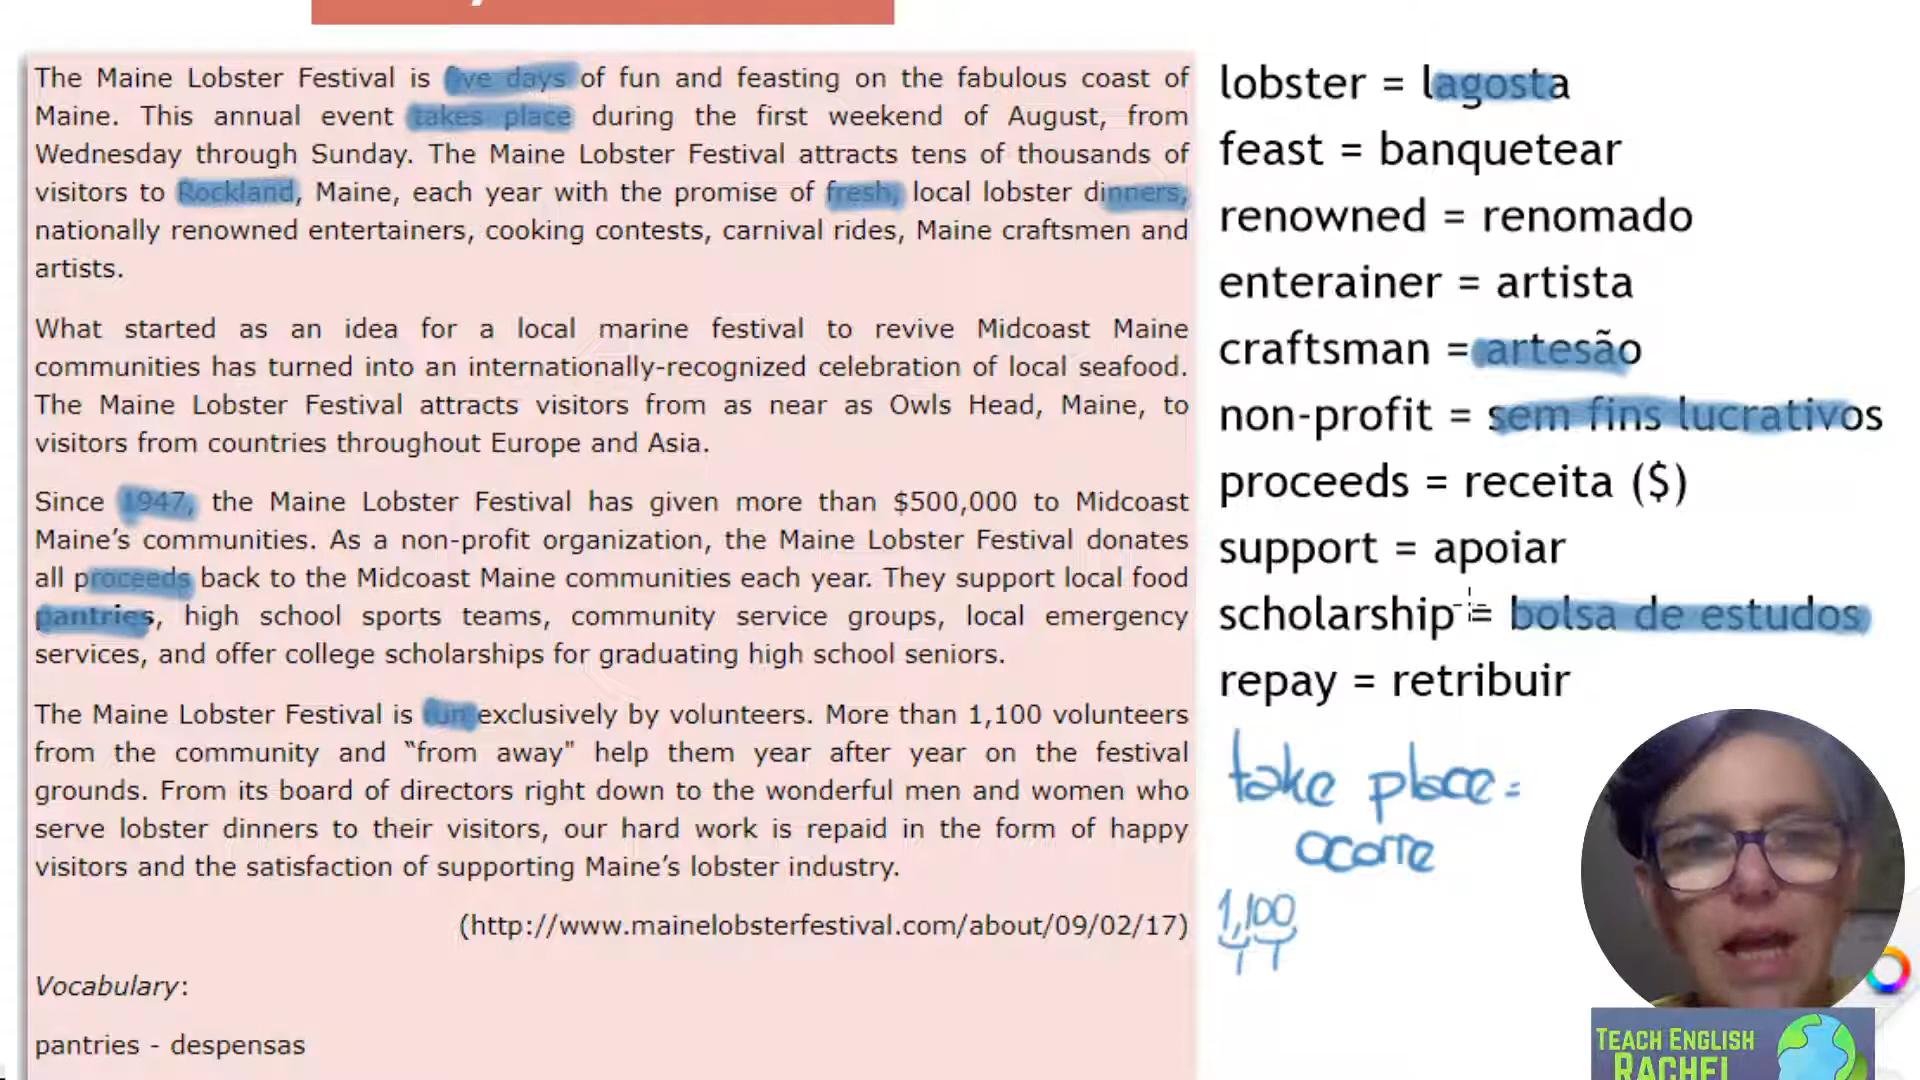 The Maine Lobster Festival is five days of fun and feasting on the fabulous coast of
Maine. This annual event takes place during the first weekend of August, from
Wednesday through Sunday. The Maine Lobster Festival attracts tens of thousands of
visitors to Rockland, Maine, each year with the promise of fresh, local lobster dinners,
nationally renowned entertainers, cooking contests, carnival rides, Maine craftsmen and
artists.
What started as an idea for a local marine festival to revive Midcoast Maine
communities has turned into an internationally-recognized celebration of local seafood.
The Maine Lobster Festival attracts visitors from as near as Owls Head, Maine, to
visitors from countries throughout Europe and Asia.
Since 1947, the Maine Lobster Festival has given more than $500,000 to Midcoast
Maine’s communities. As a non-profit organization, the Maine Lobster Festival donates
all proceeds back to the Midcoast Maine communities each year. They support local food
pantries, high school sports teams, community service groups, local emergency
services, and offer college scholarships for graduating high school seniors.
The Maine Lobster Festival is run exclusively by volunteers. More than 1,100 volunteers
from the community and “from away" help them year after year on the festival
grounds. From its board of directors right down to the wonderful men and women who
serve lobster dinners to their visitors, our hard work is repaid in the form of happy
visitors and the satisfaction of supporting Maine’s lobster industry.
(http://www.mainelobsterfestival.com/about/09/02/17)
Vocabulary:
pantries - despensas
lobster = lagosta
feast = banquetear
renowned = renomado
enterainer = artista
craftsman = artesão
non-profit = sem fins lucrativos
proceeds = receita ($)
support = apoiar
scholarship = bolsa de estudos
repay = retribuir
take place =
ocorre
1,100
TEACH ENGLISH
RACHEL